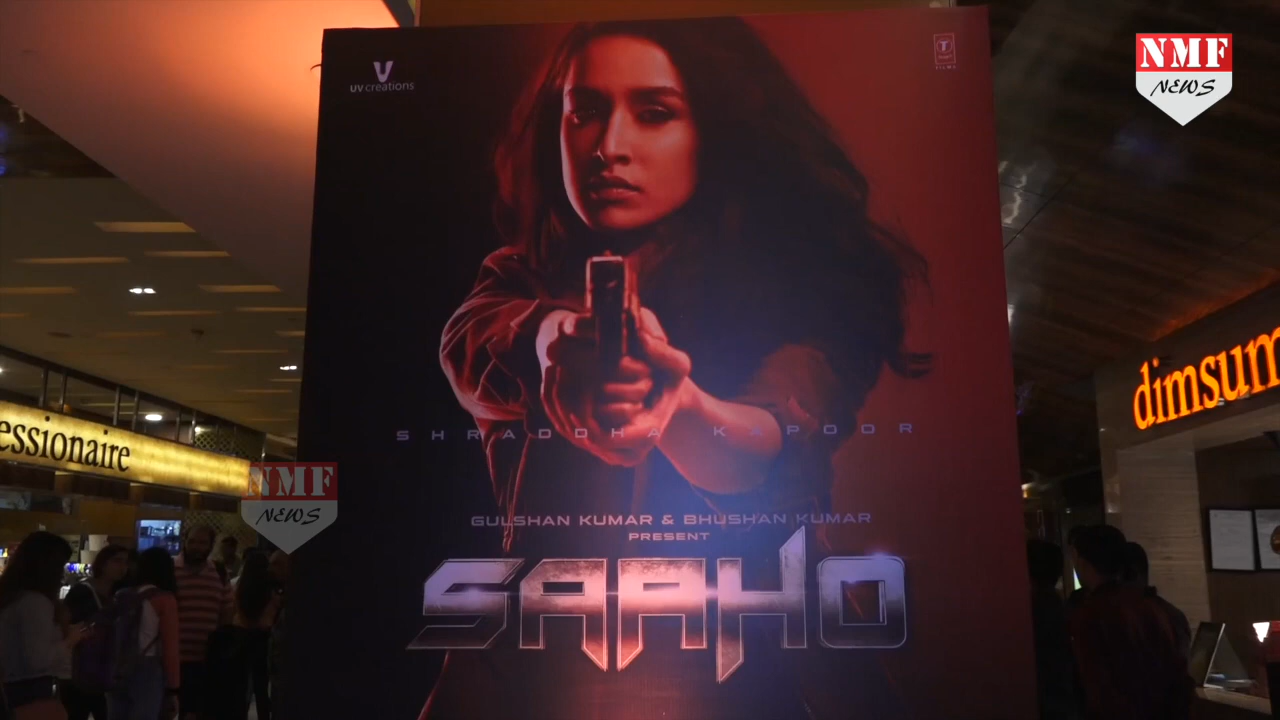 NMF
NEWS
UV creations
essionaire
dimsum
NMF
NEWS
SHRADDHA KAPOOR
GULSHAN KUMAR & BHUSHAN KUMAR
PRESENT
SAAHO